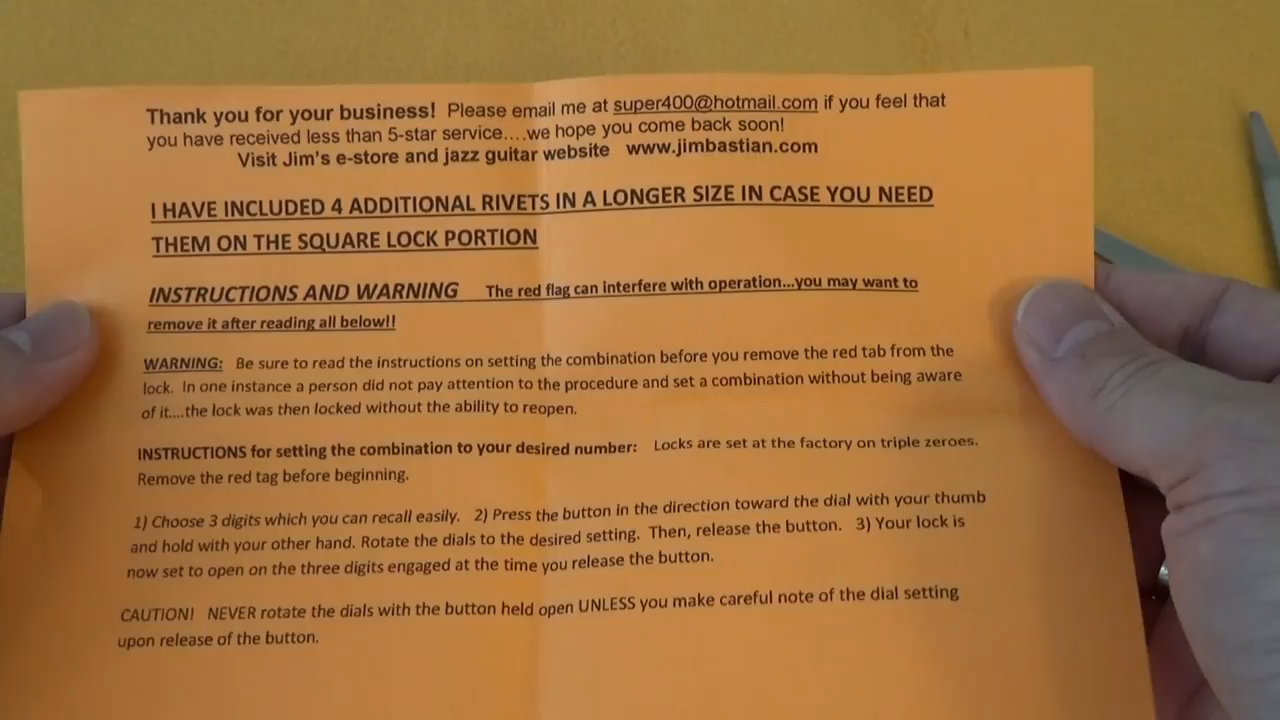 Thank you for your business! Please email me at super400@hotmail.com if you feel that
you have received less than 5-star service....we hope you come back soon!
Visit Jim's e-store and jazz guitar website www.jimbastian.com
I HAVE INCLUDED 4 ADDITIONAL RIVETS IN A LONGER SIZE IN CASE YOU NEED
THEM ON THE SQUARE LOCK PORTION
INSTRUCTIONS AND WARNING The red flag can interfere with operation...you may want to
remove it after reading all below!!
WARNING: Be sure to read the instructions on setting the combination before you remove the red tab from the
lock. In one instance a person did not pay attention to the procedure and set a combination without being aware
of it....the lock was then locked without the ability to reopen.
INSTRUCTIONS for setting the combination to your desired number: Locks are set at the factory on triple zeroes.
Remove the red tag before beginning.
1) Choose 3 digits which you can recall easily. 2) Press the button in the direction toward the dial with your thumb
and hold with your other hand. Rotate the dials to the desired setting. Then, release the button. 3) Your lock is
now set to open on the three digits engaged at the time you release the button.
CAUTION! NEVER rotate the dials with the button held open UNLESS you make careful note of the dial setting
upon release of the button.